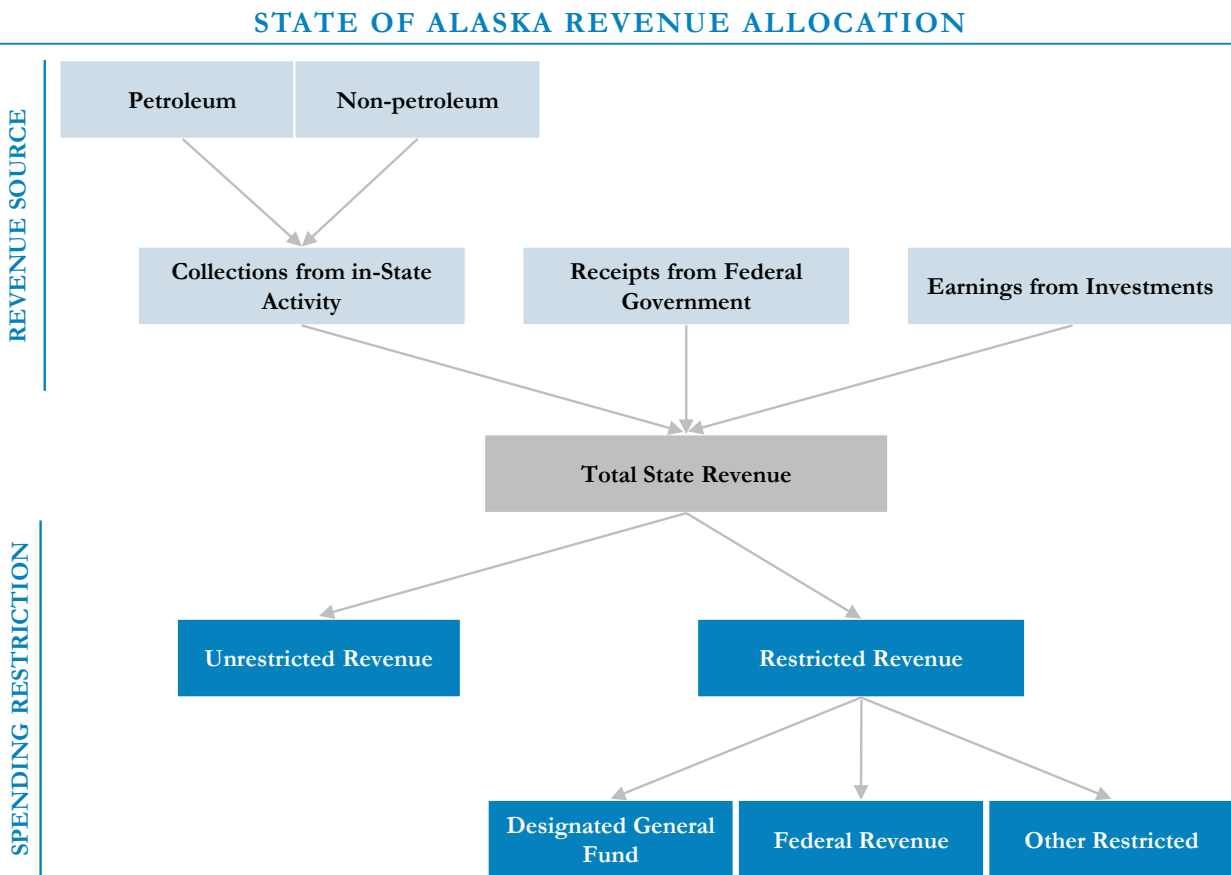 STATE OF ALASKA REVENUE ALLOCATION
REVENUE SOURCE
Petroleum
Non-petroleum
Collections from in-State
Activity
Receipts from Federal
Government
Earnings from Investments
Total State Revenue
SPENDING RESTRICTION
Unrestricted Revenue
Restricted Revenue
Designated General
Fund
Federal Revenue
Other Restricted